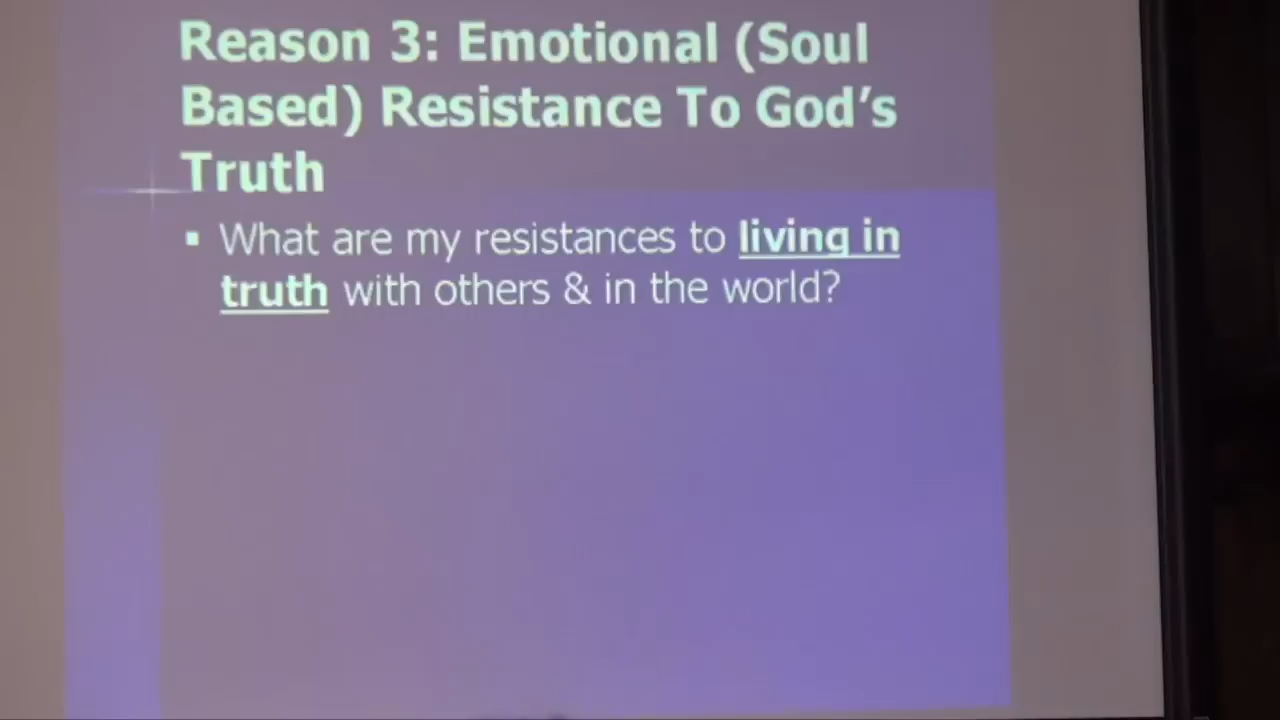 Reason 3: Emotional (Soul
Based) Resistance To God’s
Truth
▪ What are my resistances to living in
truth with others & in the world?